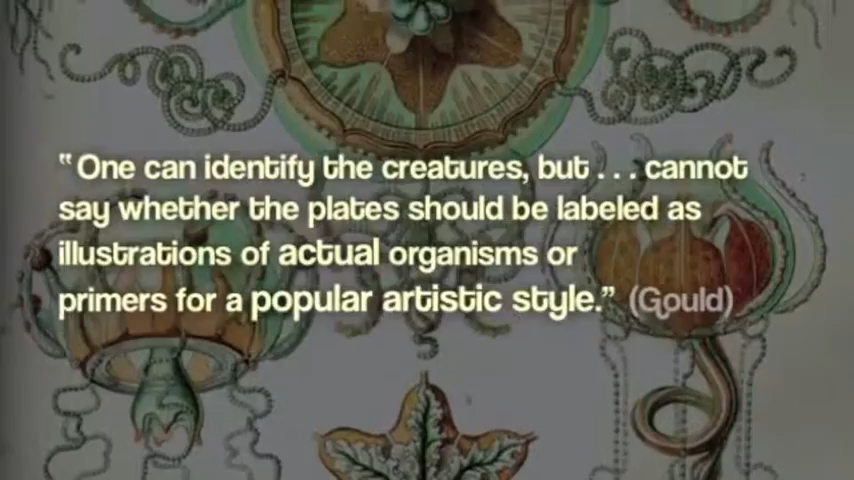 “One can identify the creatures, but . . . cannot
say whether the plates should be labeled as
illustrations of actual organisms or
primers for a popular artistic style.” (Gould)